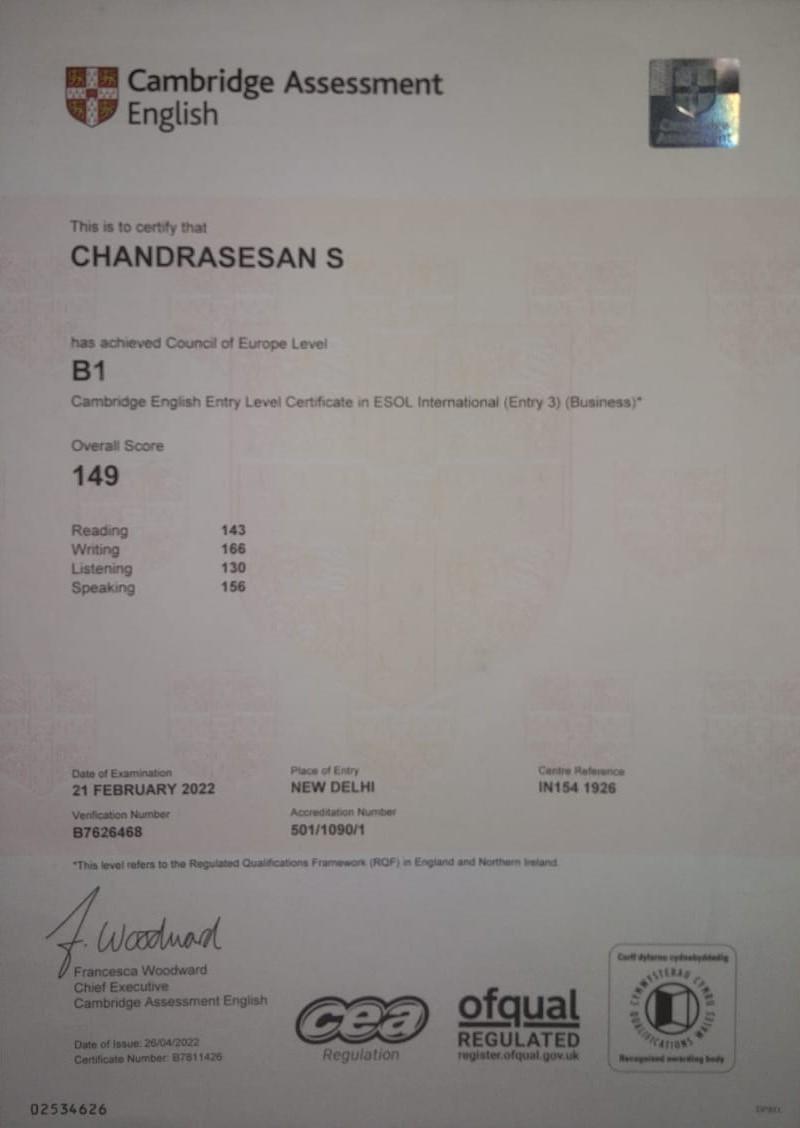 Cambridge Assessment
English
Cambridge
Assessment
This is to certify that
CHANDRASESAN S
has achieved Council of Europe Level
B1
Cambridge English Entry Level Certificate in ESOL International (Entry 3) (Business)*
Overall Score
149
Reading 143
Writing 166
Listening 130
Speaking 156
Date of Examination Place of Entry Centre Reference
21 FEBRUARY 2022 NEW DELHI IN154 1926
Verification Number Accreditation Number
B7626468 501/1090/1
*This level refers to the Regulated Qualifications Framework (RQF) in England and Northern Ireland.
F. Woodward
Francesca Woodward
Chief Executive
Cambridge Assessment English
Date of Issue: 26/04/2022
Certificate Number: B7811426
cea
Regulation
ofqual
REGULATED
register.ofqual.gov.uk
Corff dyfarnu cydnabyddedig
CYMWYSTERAU CYMRU
QUALIFICATIONS WALES
Recognised awarding body
02534626